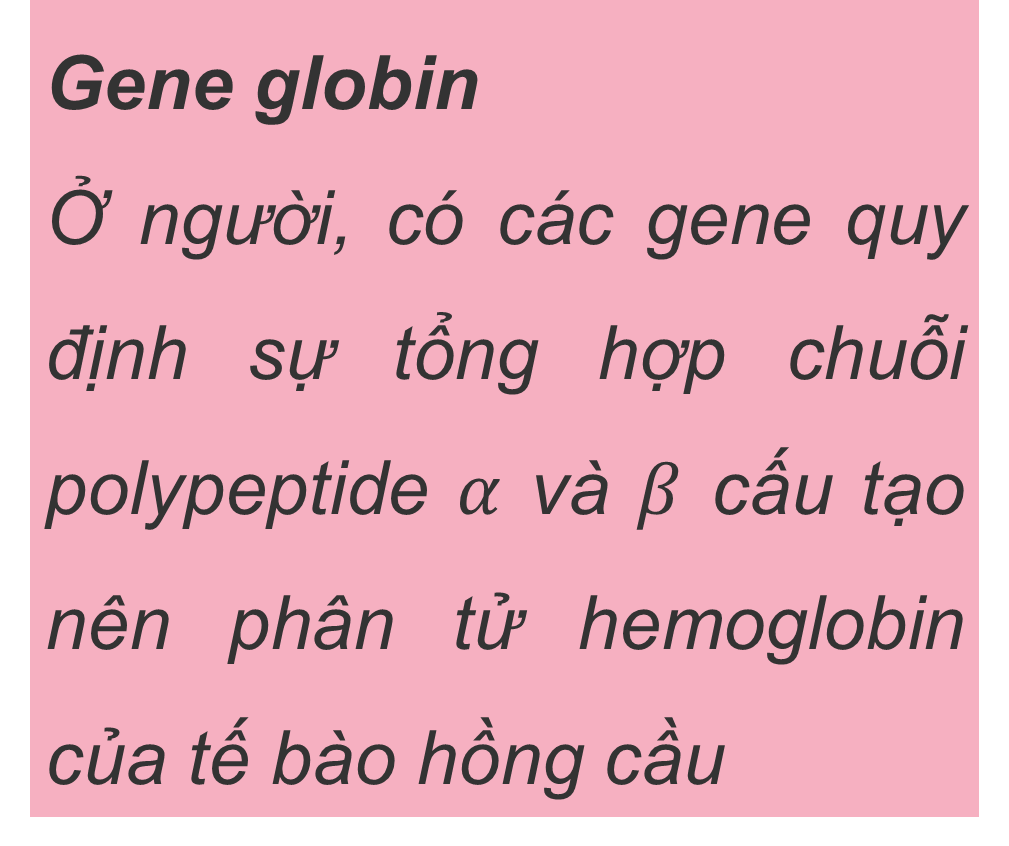 Gene globin
Ở người, có các gene quy
định sự tổng hợp chuỗi
polypeptide α và β cấu tạo
nên phân tử hemoglobin
của tế bào hồng cầu